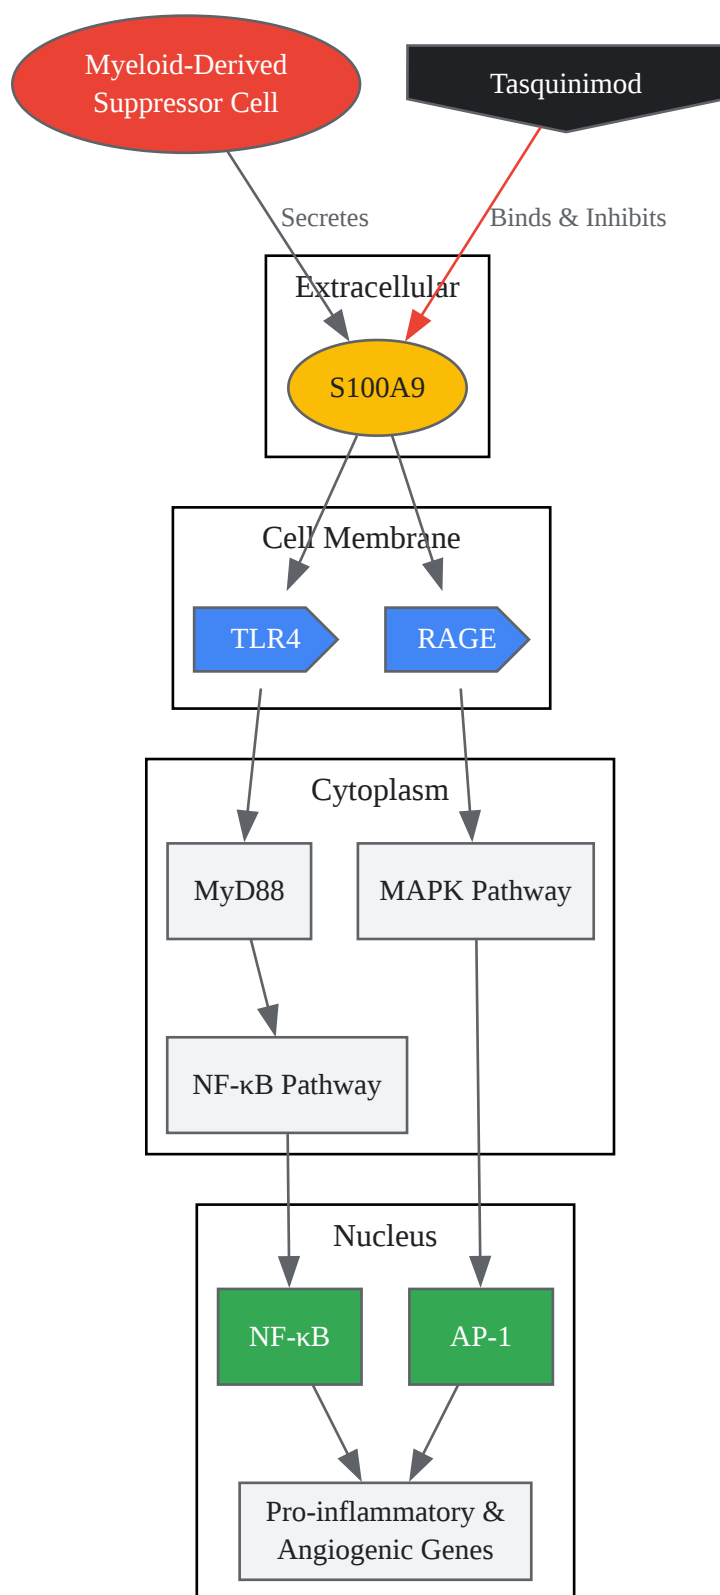 Myeloid-Derived
Suppressor Cell
Tasquinimod
Secretes
Binds & Inhibits
Extracellular
S100A9
Cell Membrane
TLR4
RAGE
Cytoplasm
MyD88
MAPK Pathway
NF-κB Pathway
Nucleus
NF-κB
AP-1
Pro-inflammatory &
Angiogenic Genes